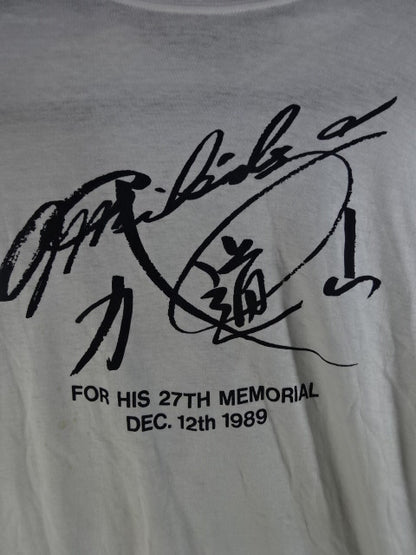 力道山
FOR HIS 27TH MEMORIAL
DEC. 12th 1989